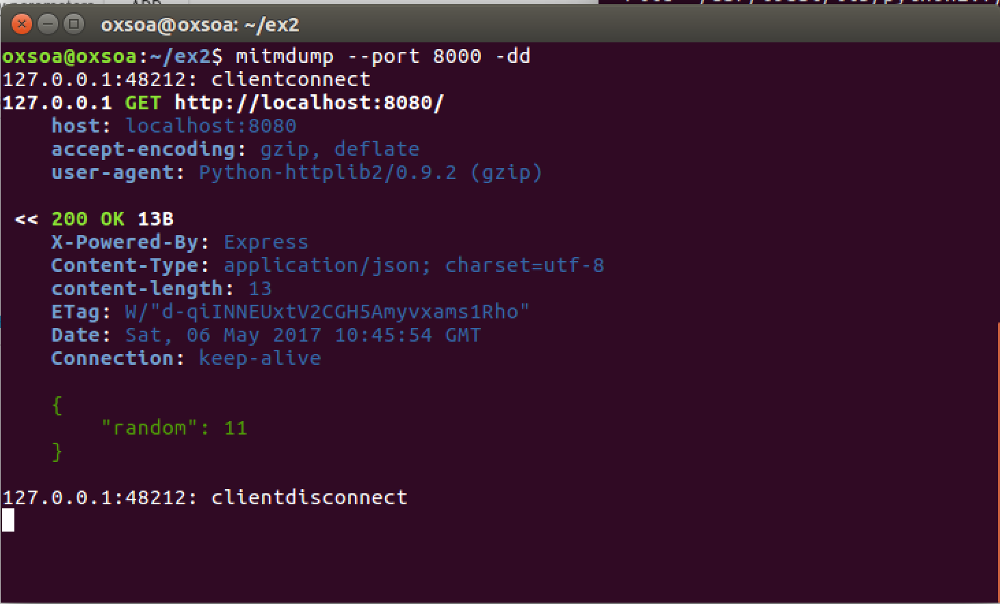 oxsoa@oxsoa: ~/ex2
oxsoa@oxsoa:~/ex2$ mitmdump --port 8000 -dd
127.0.0.1:48212: clientconnect
127.0.0.1 GET http://localhost:8080/
host: localhost:8080
accept-encoding: gzip, deflate
user-agent: Python-httplib2/0.9.2 (gzip)
<< 200 OK 13B
X-Powered-By: Express
Content-Type: application/json; charset=utf-8
content-length: 13
ETag: W/"d-qiINNEUxtV2CGH5Amyvxams1Rho"
Date: Sat, 06 May 2017 10:45:54 GMT
Connection: keep-alive
{
"random": 11
}
127.0.0.1:48212: clientdisconnect